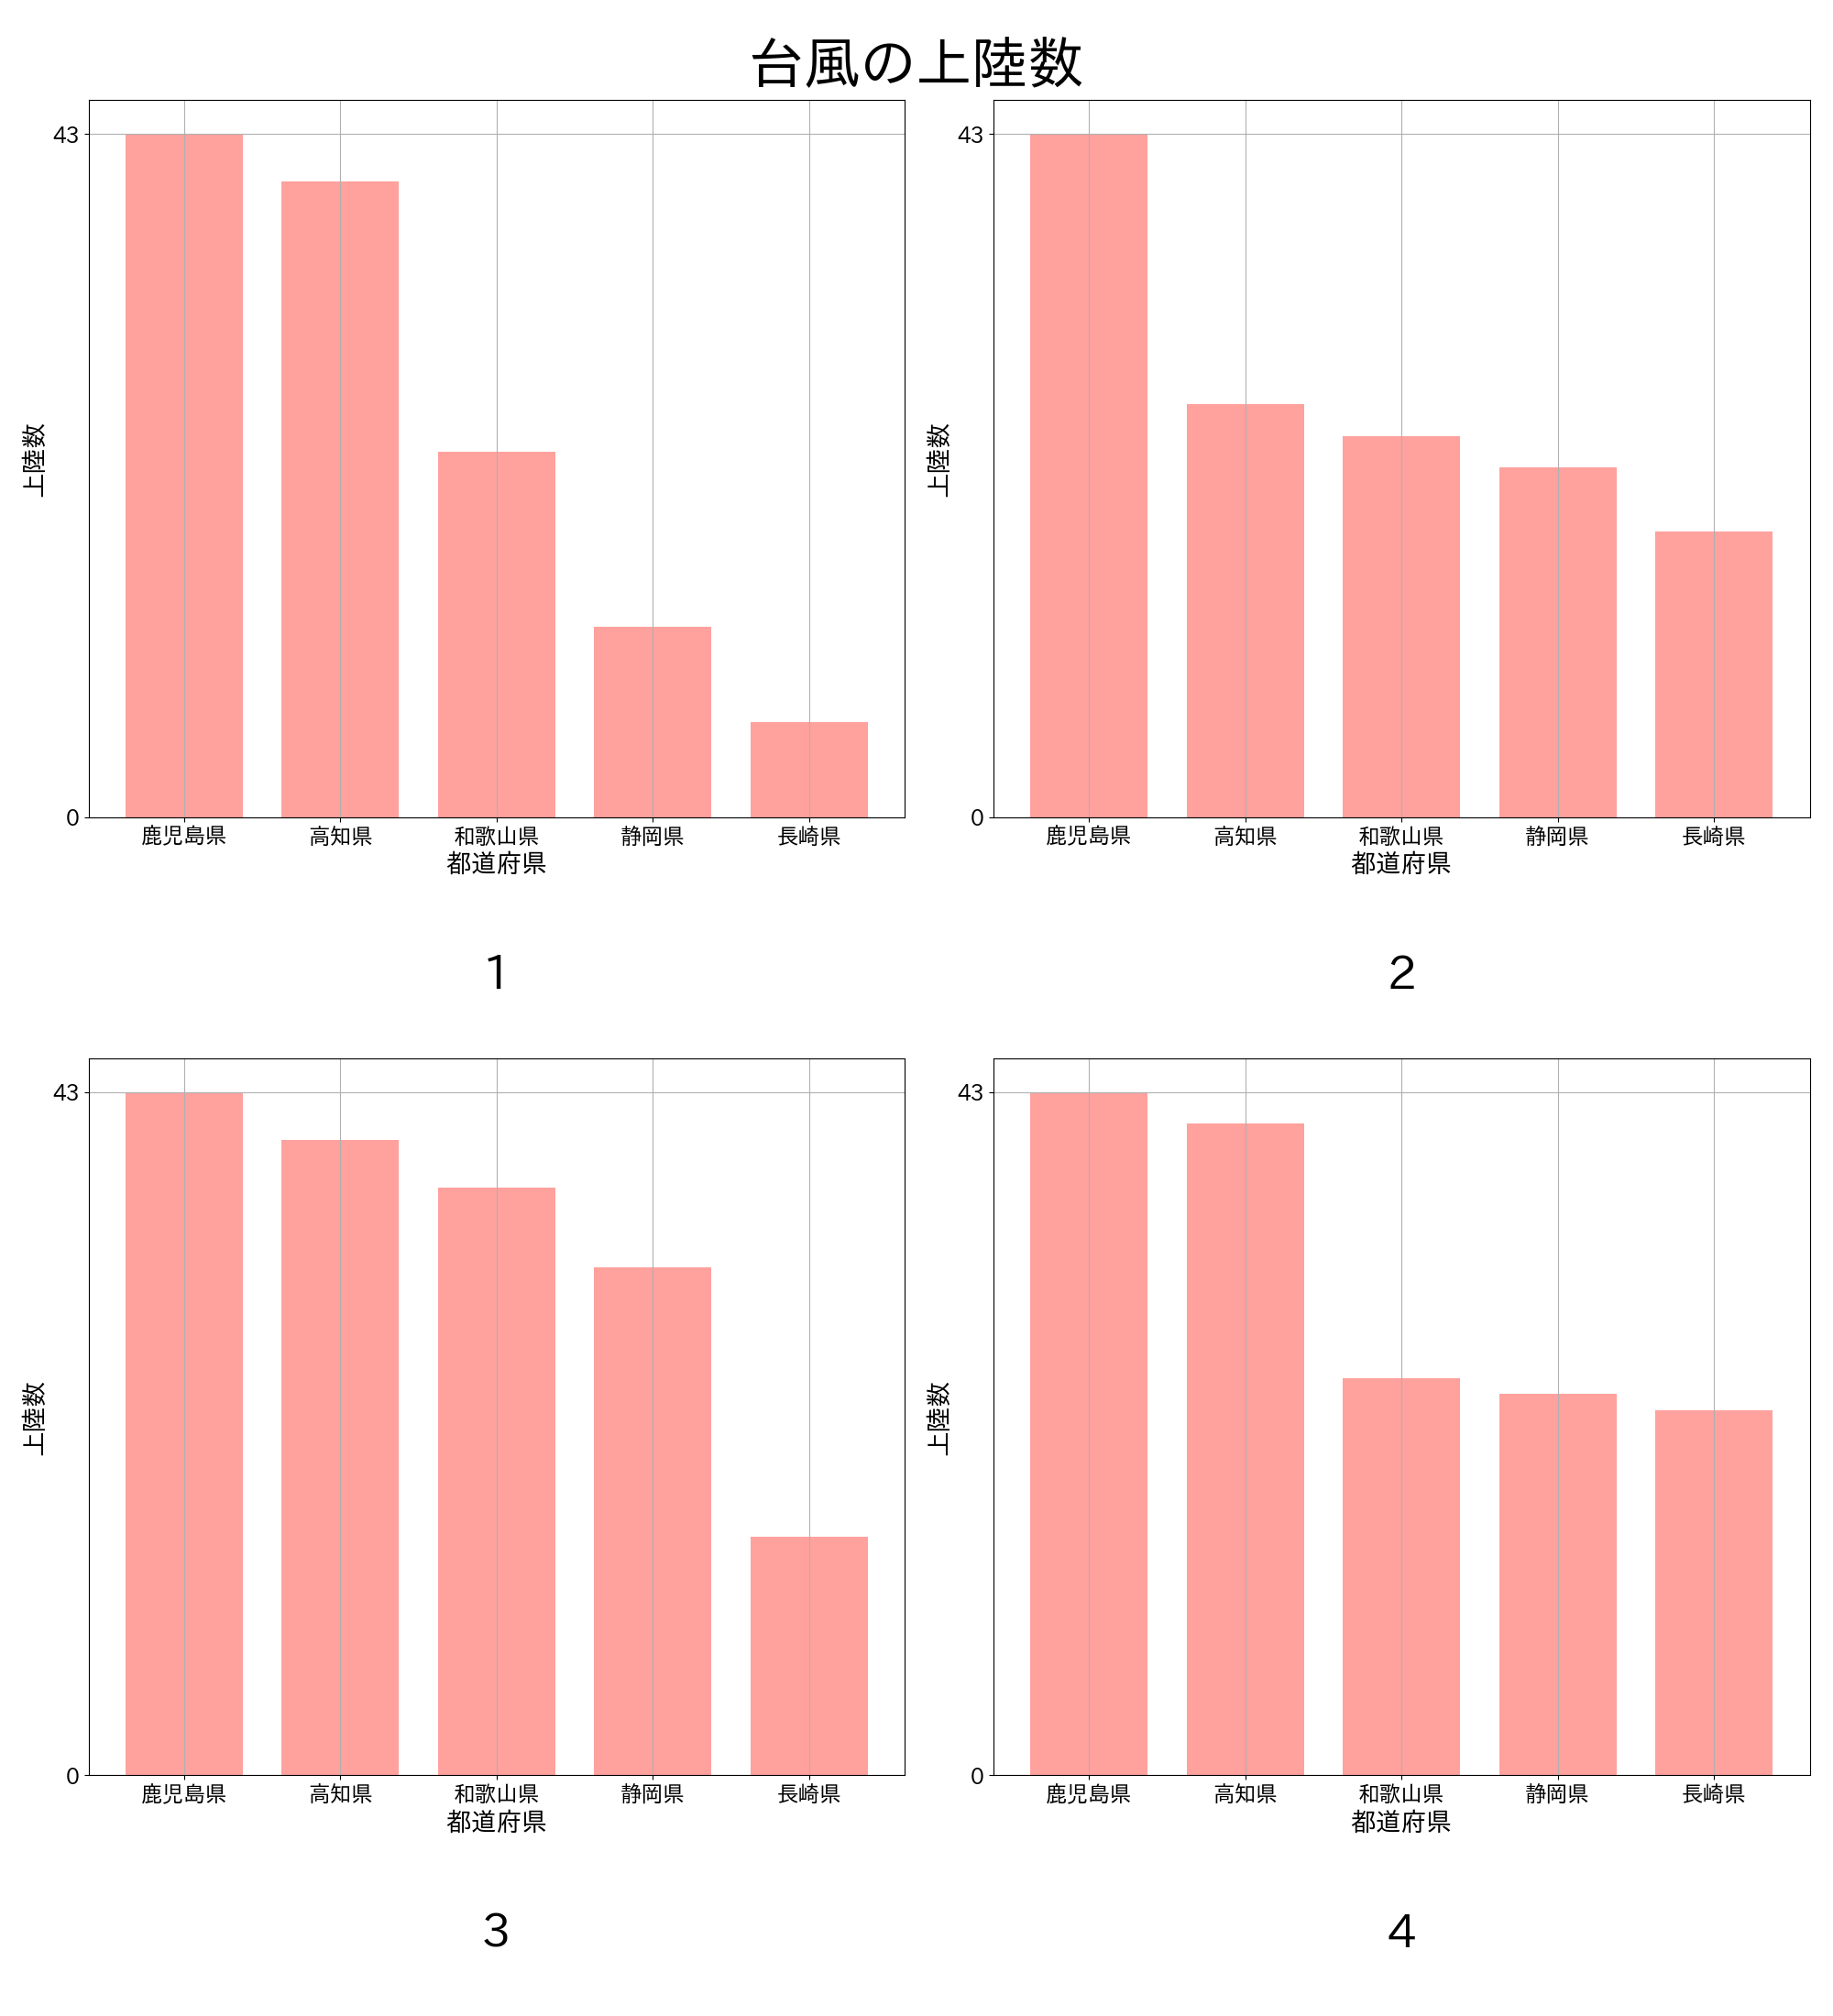 台風の上陸数
43
0
上陸数
鹿児島県 高知県 和歌山県 静岡県 長崎県
都道府県
1
43
0
上陸数
鹿児島県 高知県 和歌山県 静岡県 長崎県
都道府県
2
43
0
上陸数
鹿児島県 高知県 和歌山県 静岡県 長崎県
都道府県
3
43
0
上陸数
鹿児島県 高知県 和歌山県 静岡県 長崎県
都道府県
4